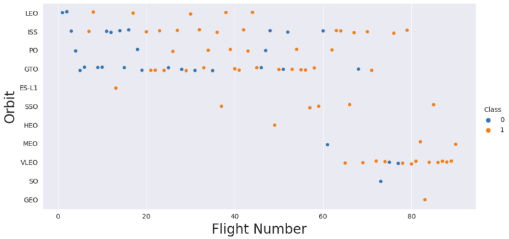 Orbit
LEO
ISS
PO
GTO
ES-L1
SSO
HEO
MEO
VLEO
SO
GEO
0
20
40
60
80
Flight Number
Class
0
1